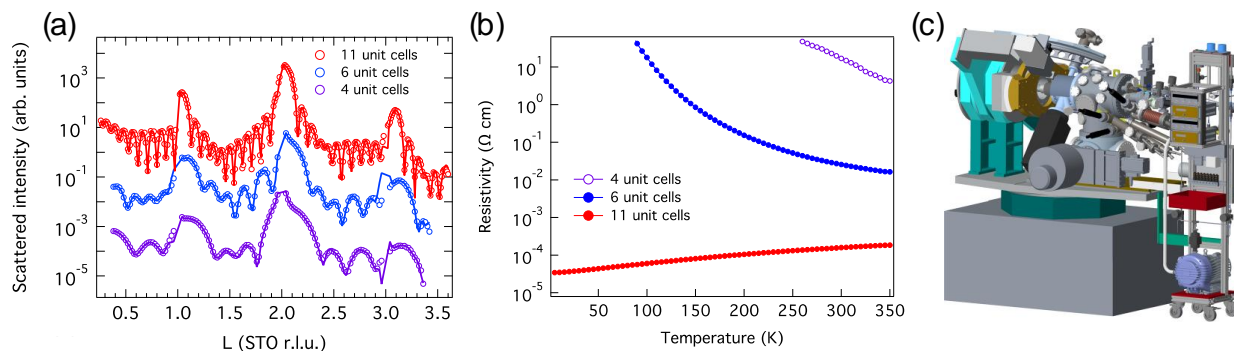 (a)
Scattered intensity (arb. units)
10³
10¹
10⁻¹
10⁻³
10⁻⁵
11 unit cells
6 unit cells
4 unit cells
0.5 1.0 1.5 2.0 2.5 3.0 3.5
L (STO r.l.u.)
(b)
Resistivity (Ω cm)
10¹
10⁰
10⁻¹
10⁻²
10⁻³
10⁻⁴
10⁻⁵
4 unit cells
6 unit cells
11 unit cells
50 100 150 200 250 300 350
Temperature (K)
(c)